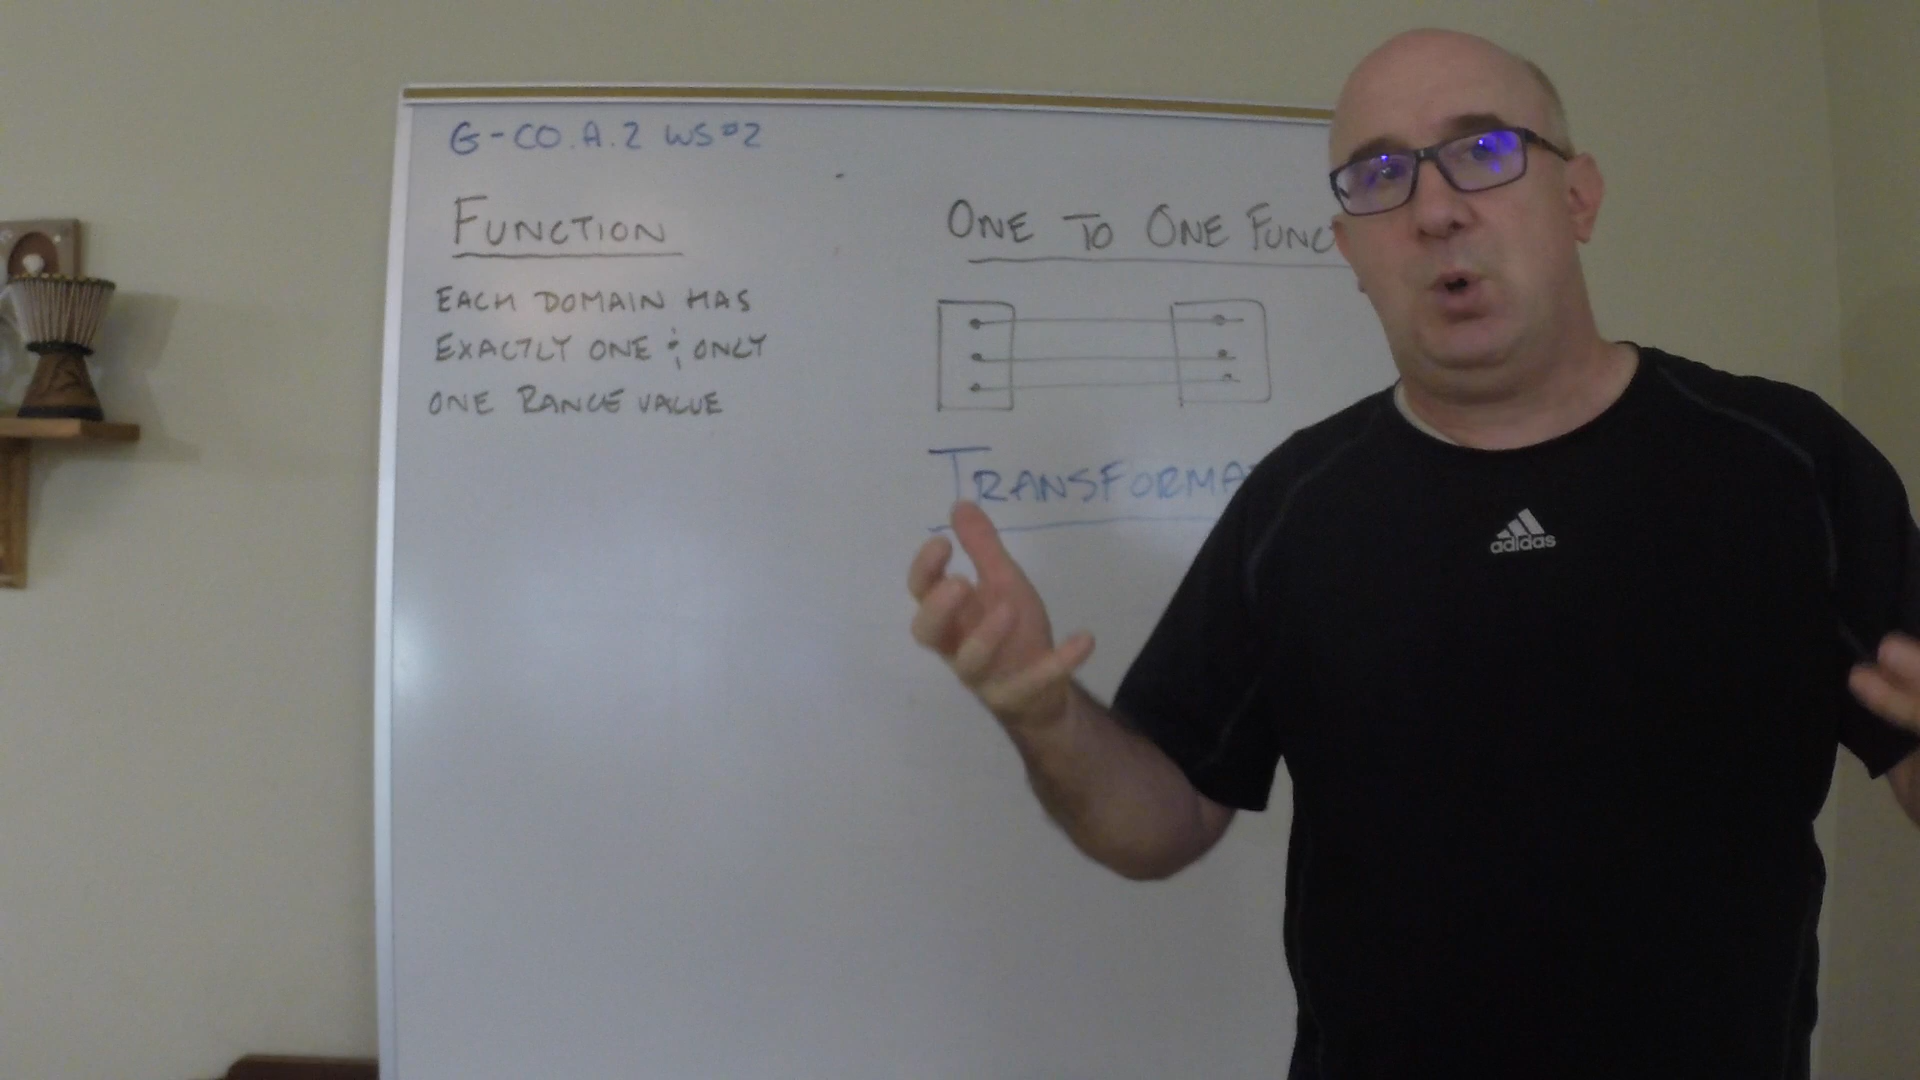 G-CO.A.2 WS#2
FUNCTION
EACH DOMAIN HAS
EXACTLY ONE & ONLY
ONE RANGE VALUE
ONE TO ONE FUNC
TRANSFORMA
adidas